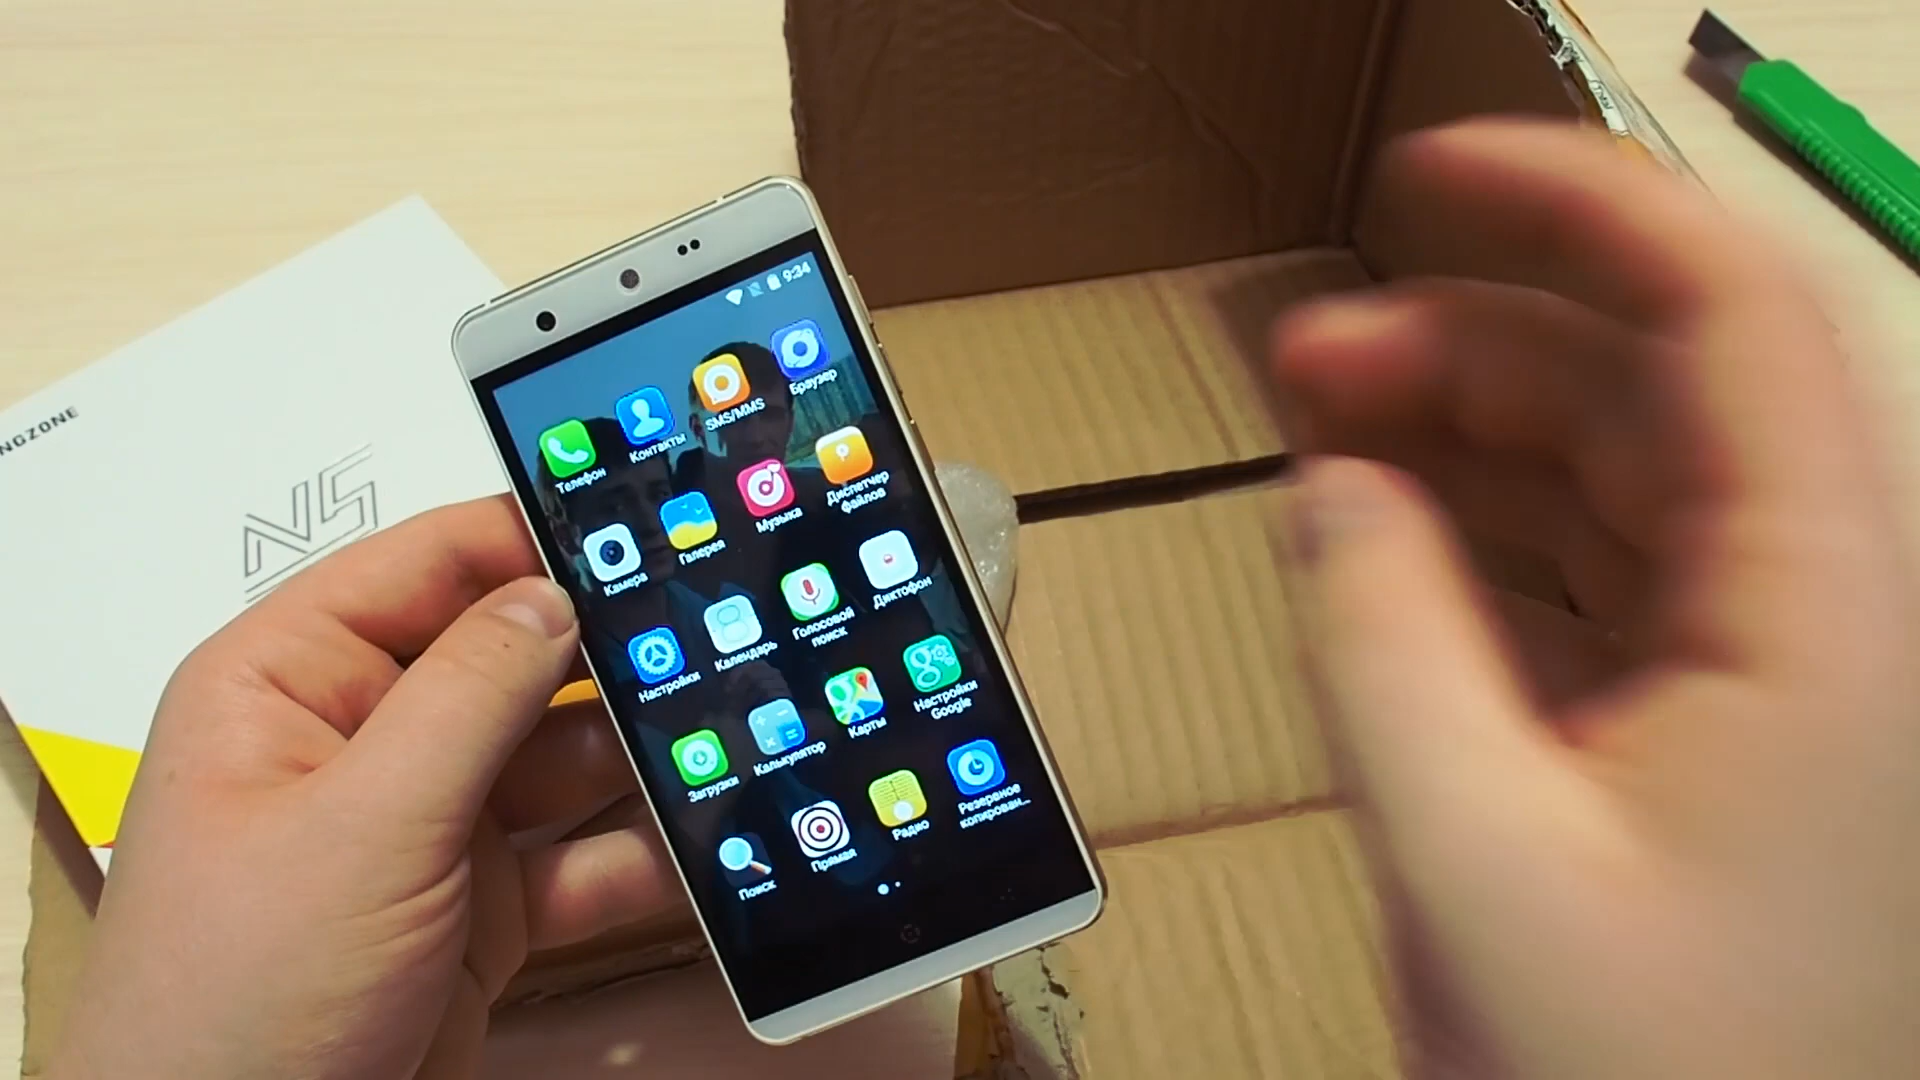 NGZONE
N5
9:34
Телефон
Контакты
SMS/MMS
Браузер
Камера
Галерея
Музыка
Диспетчер
файлов
Настройки
Календарь
Голосовой
поиск
Диктофон
Загрузки
Калькулятор
Карты
Настройки
Google
Поиск
Прямая
Радио
Резервное
копирован...